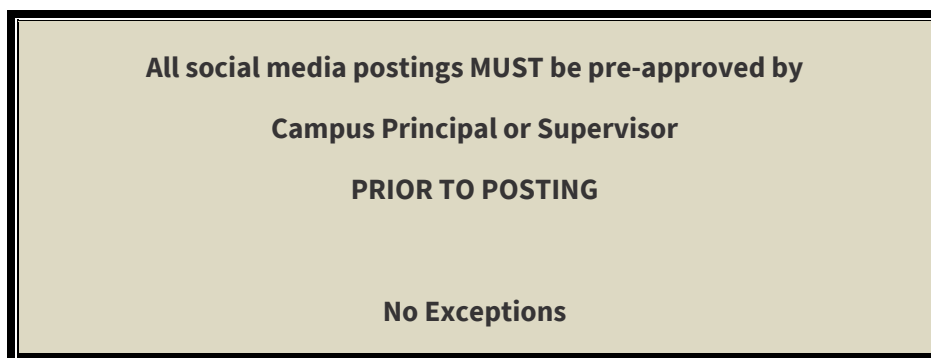 All social media postings MUST be pre-approved by
Campus Principal or Supervisor
PRIOR TO POSTING
No Exceptions